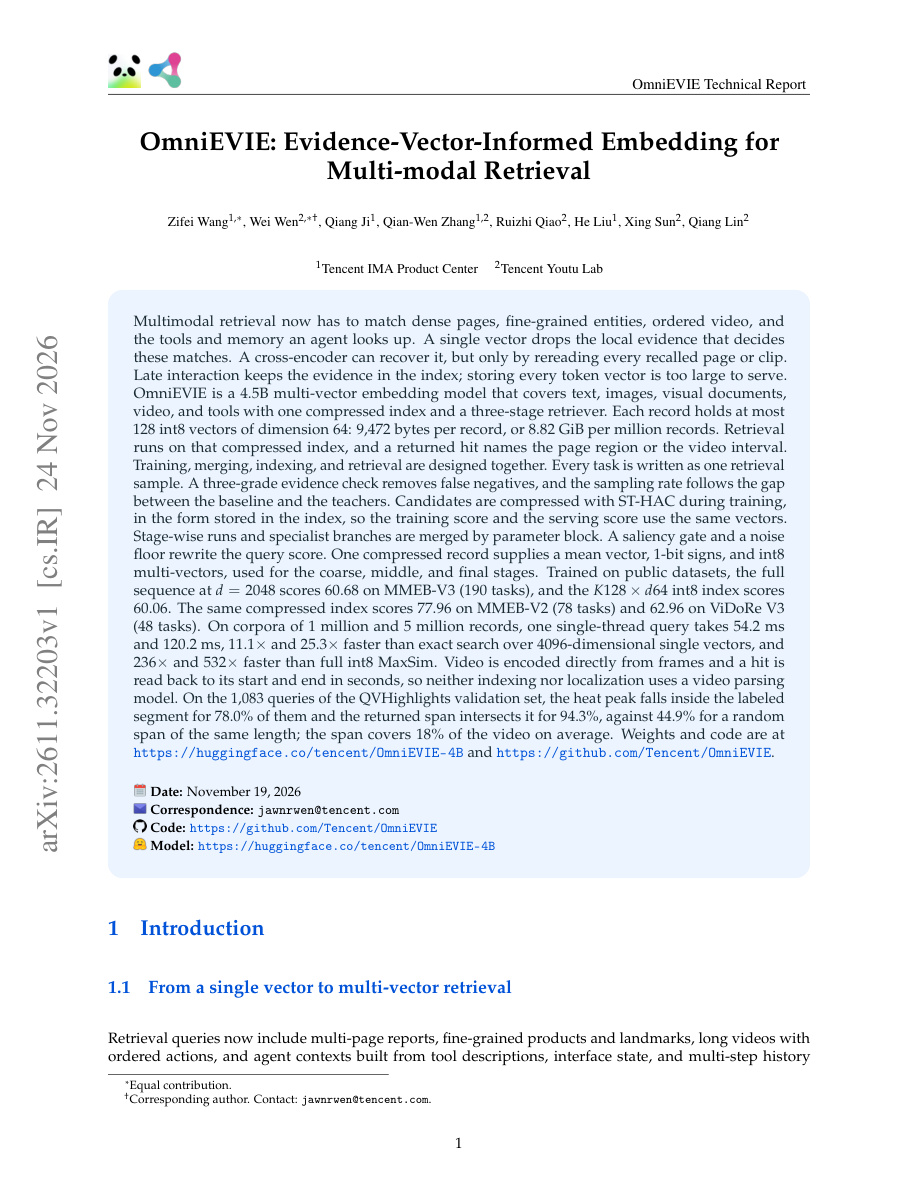 OmniEVIE Technical Report
OmniEVIE: Evidence-Vector-Informed Embedding for
Multi-modal Retrieval
Zifei Wang1,∗, Wei Wen2,∗†, Qiang Ji1, Qian-Wen Zhang1,2, Ruizhi Qiao2, He Liu1, Xing Sun2, Qiang Lin2
1Tencent IMA Product Center 2Tencent Youtu Lab
Multimodal retrieval now has to match dense pages, fine-grained entities, ordered video, and
the tools and memory an agent looks up. A single vector drops the local evidence that decides
these matches. A cross-encoder can recover it, but only by rereading every recalled page or clip.
Late interaction keeps the evidence in the index; storing every token vector is too large to serve.
OmniEVIE is a 4.5B multi-vector embedding model that covers text, images, visual documents,
video, and tools with one compressed index and a three-stage retriever. Each record holds at most
128 int8 vectors of dimension 64: 9,472 bytes per record, or 8.82 GiB per million records. Retrieval
runs on that compressed index, and a returned hit names the page region or the video interval.
Training, merging, indexing, and retrieval are designed together. Every task is written as one retrieval
sample. A three-grade evidence check removes false negatives, and the sampling rate follows the gap
between the baseline and the teachers. Candidates are compressed with ST-HAC during training,
in the form stored in the index, so the training score and the serving score use the same vectors.
Stage-wise runs and specialist branches are merged by parameter block. A saliency gate and a noise
floor rewrite the query score. One compressed record supplies a mean vector, 1-bit signs, and int8
multi-vectors, used for the coarse, middle, and final stages. Trained on public datasets, the full
sequence at d = 2048 scores 60.68 on MMEB-V3 (190 tasks), and the K128 × d64 int8 index scores
60.06. The same compressed index scores 77.96 on MMEB-V2 (78 tasks) and 62.96 on ViDoRe V3
(48 tasks). On corpora of 1 million and 5 million records, one single-thread query takes 54.2 ms
and 120.2 ms, 11.1× and 25.3× faster than exact search over 4096-dimensional single vectors, and
236× and 532× faster than full int8 MaxSim. Video is encoded directly from frames and a hit is
read back to its start and end in seconds, so neither indexing nor localization uses a video parsing
model. On the 1,083 queries of the QVHighlights validation set, the heat peak falls inside the labeled
segment for 78.0% of them and the returned span intersects it for 94.3%, against 44.9% for a random
span of the same length; the span covers 18% of the video on average. Weights and code are at
https://huggingface.co/tencent/OmniEVIE-4B and https://github.com/Tencent/OmniEVIE.
Date: November 19, 2026
Correspondence: jawnrwen@tencent.com
Code: https://github.com/Tencent/OmniEVIE
Model: https://huggingface.co/tencent/OmniEVIE-4B
arXiv:2611.32203v1 [cs.IR] 24 Nov 2026
1 Introduction
1.1 From a single vector to multi-vector retrieval
Retrieval queries now include multi-page reports, fine-grained products and landmarks, long videos with
ordered actions, and agent contexts built from tool descriptions, interface state, and multi-step history
∗Equal contribution.
†Corresponding author. Contact: jawnrwen@tencent.com.
1